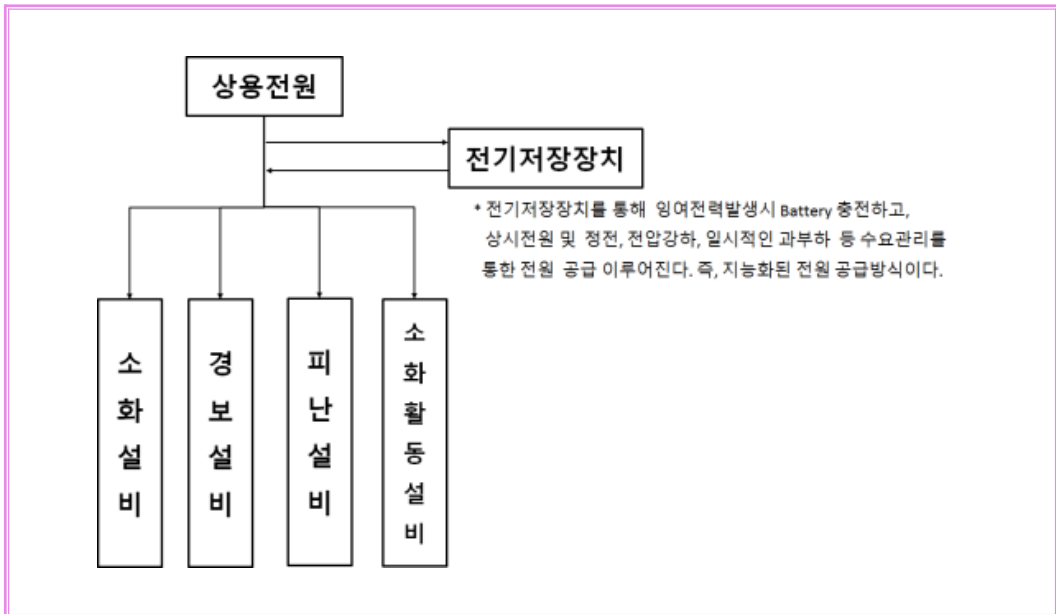 상용전원
전기저장장치
* 전기저장장치를 통해 잉여전력발생시 Battery 충전하고,
상시전원 및 정전, 전압강하, 일시적인 과부하 등 수요관리를
통한 전원 공급 이루어진다. 즉, 지능화된 전원 공급방식이다.
소화설비
경보설비
피난설비
소화활동설비